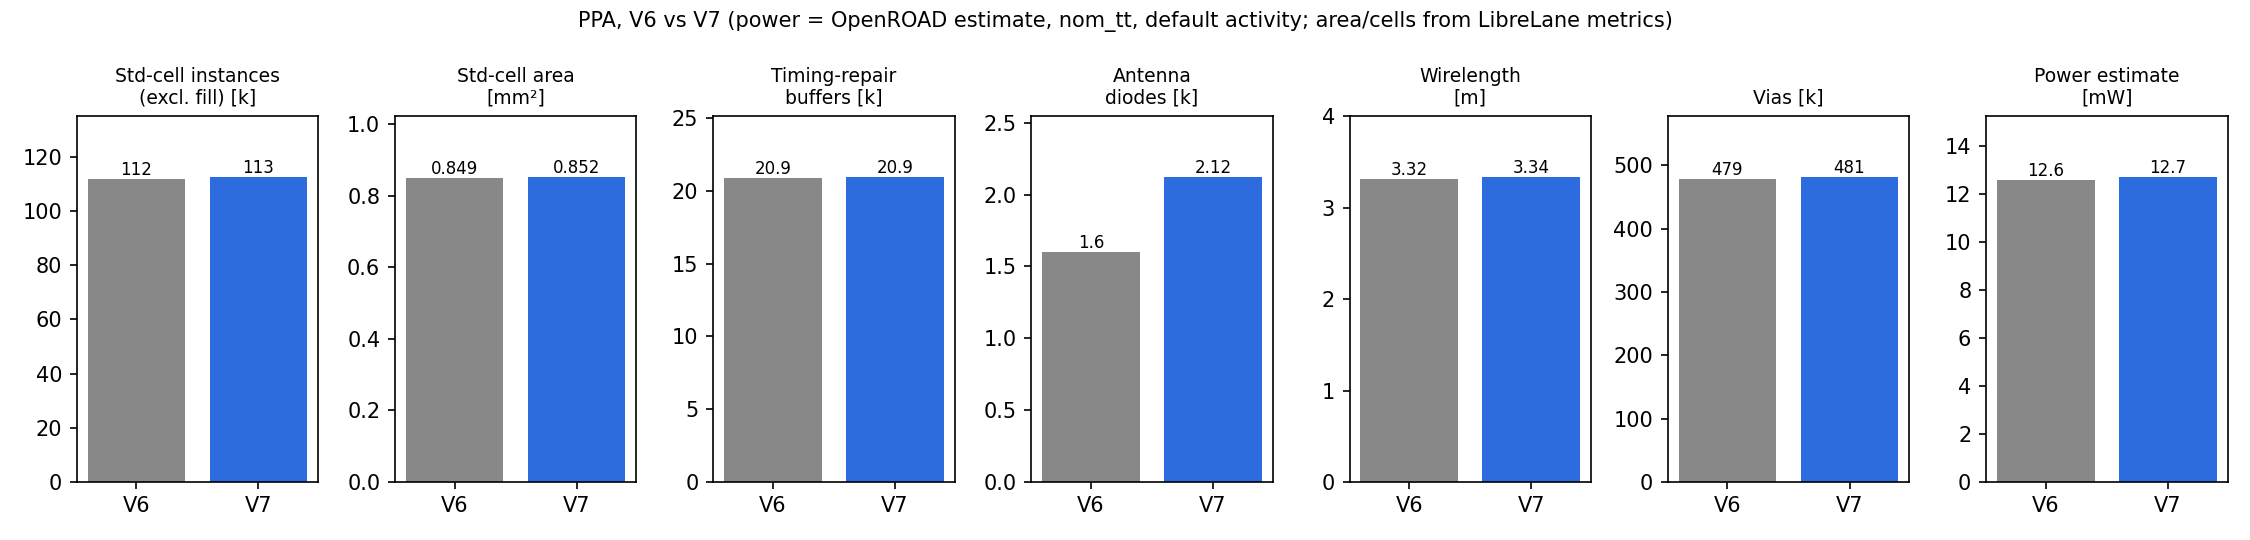 PPA, V6 vs V7 (power = OpenROAD estimate, nom_tt, default activity; area/cells from LibreLane metrics)
Std-cell instances
(excl. fill) [k]
120
100
80
60
40
20
0
112
113
V6
V7
Std-cell area
[mm²]
1.0
0.8
0.6
0.4
0.2
0.0
0.849
0.852
V6
V7
Timing-repair
buffers [k]
25
20
15
10
5
0
20.9
20.9
V6
V7
Antenna
diodes [k]
2.5
2.0
1.5
1.0
0.5
0.0
1.6
2.12
V6
V7
Wirelength
[m]
4
3
2
1
0
3.32
3.34
V6
V7
Vias [k]
500
400
300
200
100
0
479
481
V6
V7
Power estimate
[mW]
14
12
10
8
6
4
2
0
12.6
12.7
V6
V7